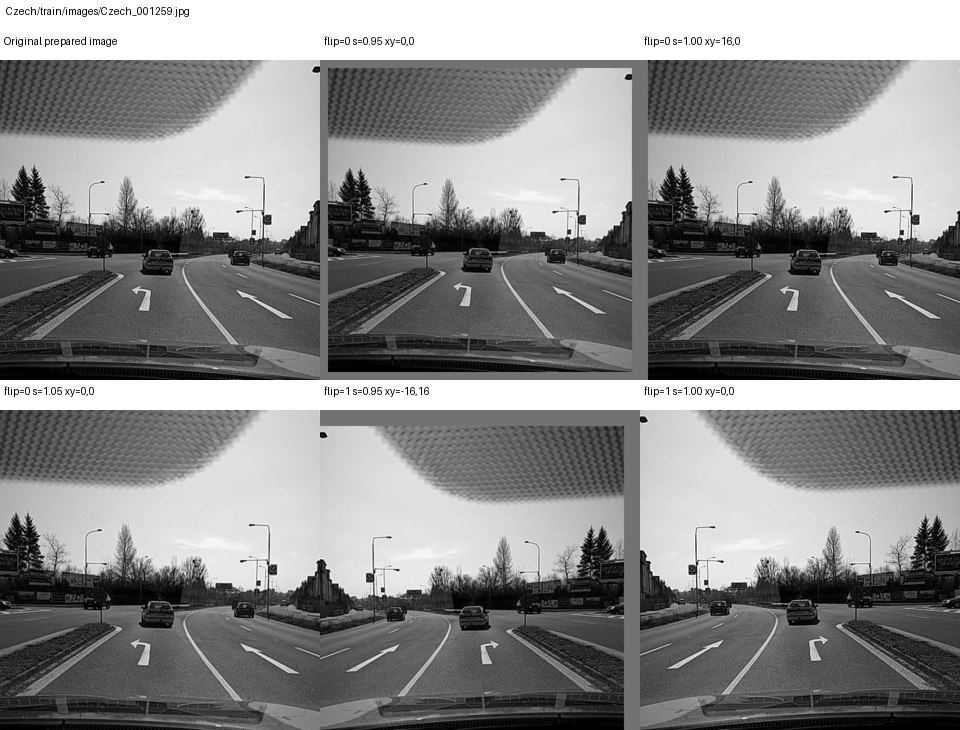 Czech/train/images/Czech_001259.jpg
Original prepared image
flip=0 s=0.95 xy=0,0
flip=0 s=1.00 xy=16,0
flip=0 s=1.05 xy=0,0
flip=1 s=0.95 xy=-16,16
flip=1 s=1.00 xy=0,0